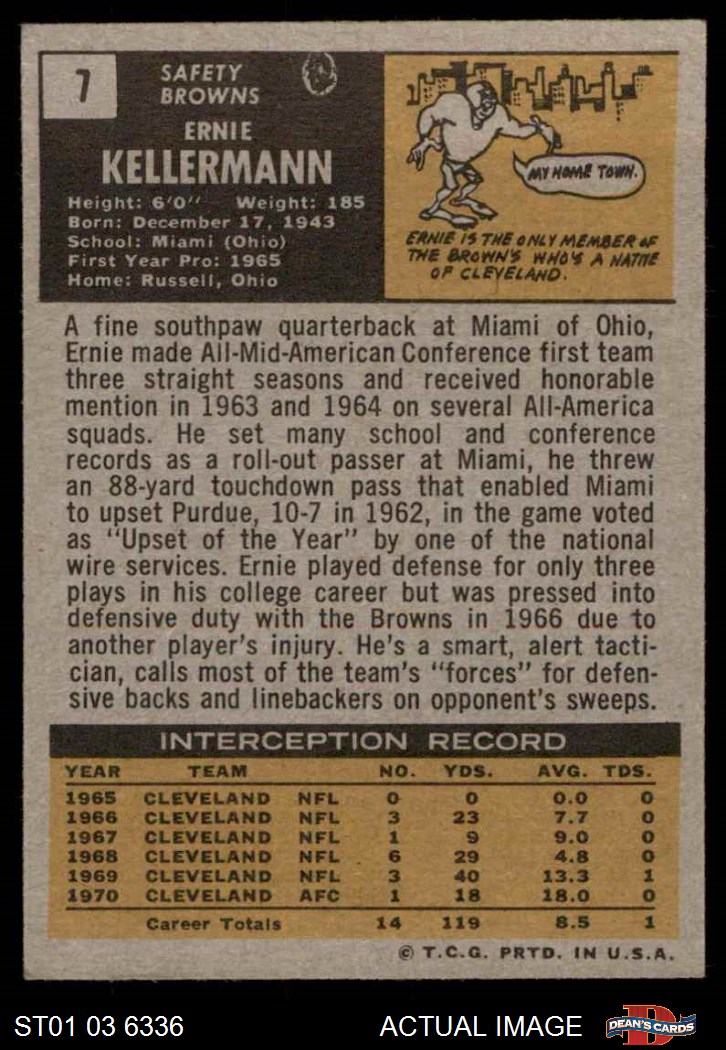 7
SAFETY
BROWNS
ERNIE
KELLERMANN
Height: 6'0" Weight: 185
Born: December 17, 1943
School: Miami (Ohio)
First Year Pro: 1965
Home: Russell, Ohio
MY HOME TOWN.
ERNIE IS THE ONLY MEMBER OF
THE BROWN'S WHO'S A NATIVE
OF CLEVELAND.
A fine southpaw quarterback at Miami of Ohio,
Ernie made All-Mid-American Conference first team
three straight seasons and received honorable
mention in 1963 and 1964 on several All-America
squads. He set many school and conference
records as a roll-out passer at Miami, he threw
an 88-yard touchdown pass that enabled Miami
to upset Purdue, 10-7 in 1962, in the game voted
as "Upset of the Year" by one of the national
wire services. Ernie played defense for only three
plays in his college career but was pressed into
defensive duty with the Browns in 1966 due to
another player's injury. He's a smart, alert tacti-
cian, calls most of the team's "forces" for defen-
sive backs and linebackers on opponent's sweeps.
INTERCEPTION RECORD
YEAR TEAM NO. YDS. AVG. TDS.
1965 CLEVELAND NFL 0 0 0.0 0
1966 CLEVELAND NFL 3 23 7.7 0
1967 CLEVELAND NFL 1 9 9.0 0
1968 CLEVELAND NFL 6 29 4.8 0
1969 CLEVELAND NFL 3 40 13.3 1
1970 CLEVELAND AFC 1 18 18.0 0
Career Totals 14 119 8.5 1
© T.C.G. PRTD. IN U.S.A.
ST01 03 6336 ACTUAL IMAGE D DEAN'S CARDS